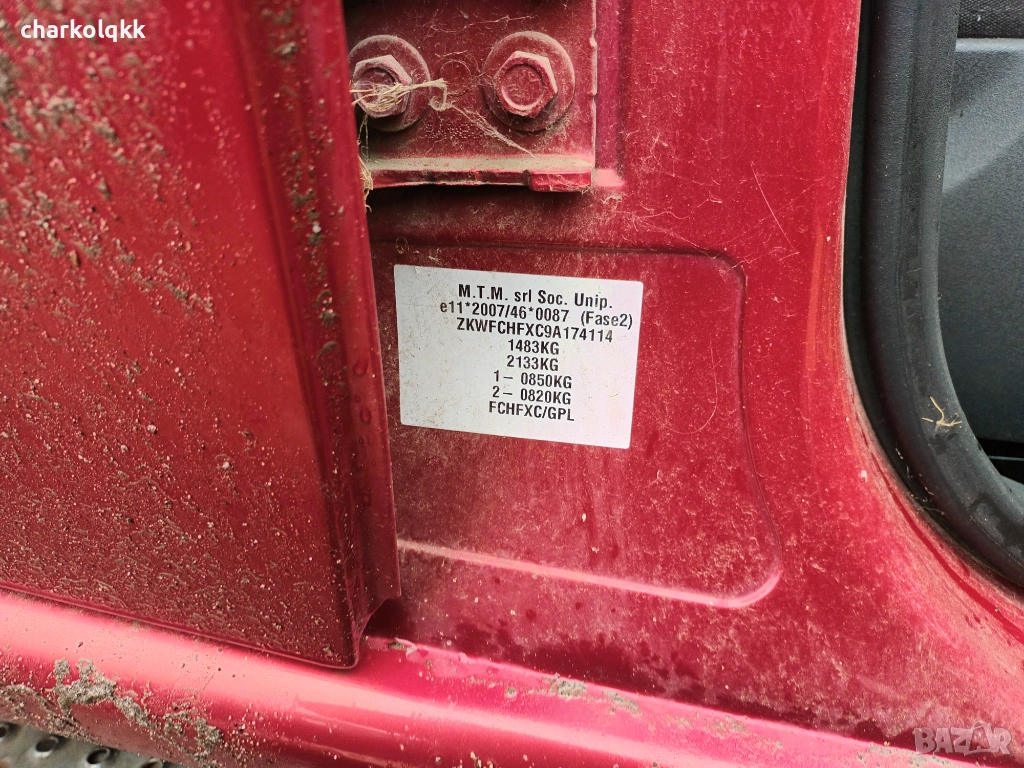 charkolqkk
M.T.M. srl Soc. Unip.
e11*2007/46*0087 (Fase2)
ZKWFCHFXC9A174114
1483KG
2133KG
1- 0850KG
2- 0820KG
FCHFXC/GPL
BAZAR